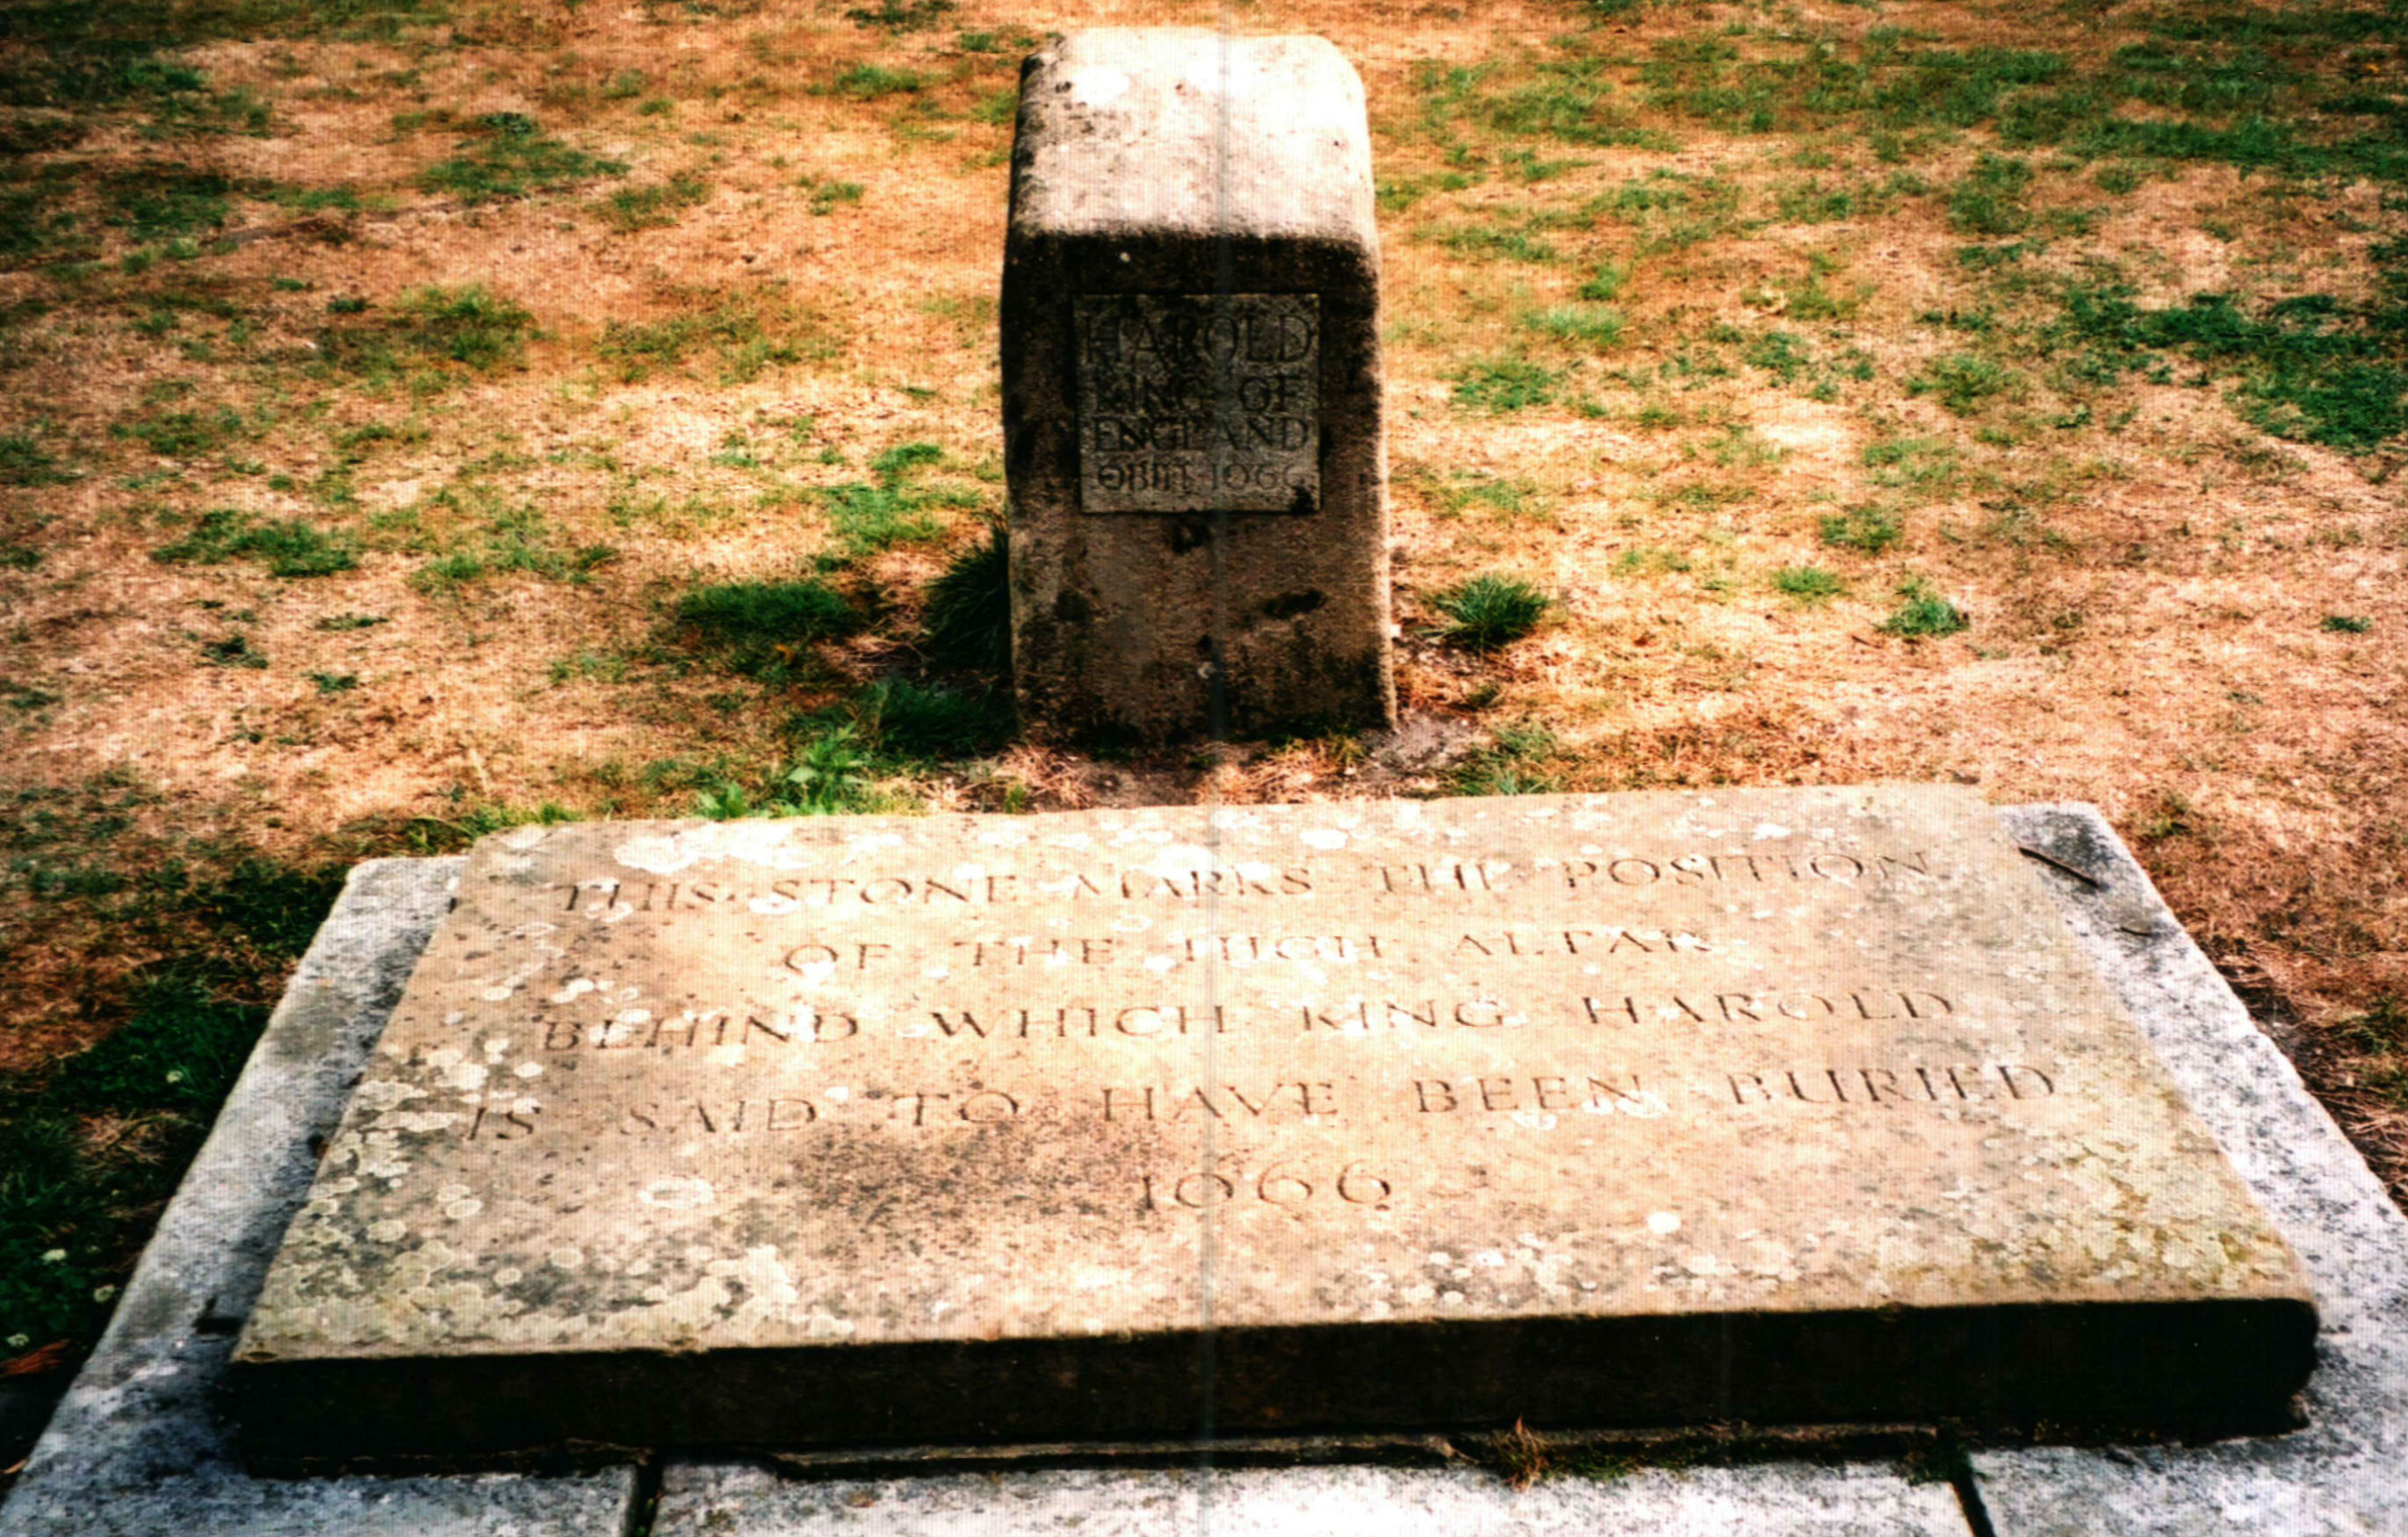 HAROLD
KING OF
ENGLAND
OBIIT 1066
THIS STONE MARKS THE POSITION
OF THE HIGH ALTAR
BEHIND WHICH KING HAROLD
IS SAID TO HAVE BEEN BURIED
1066